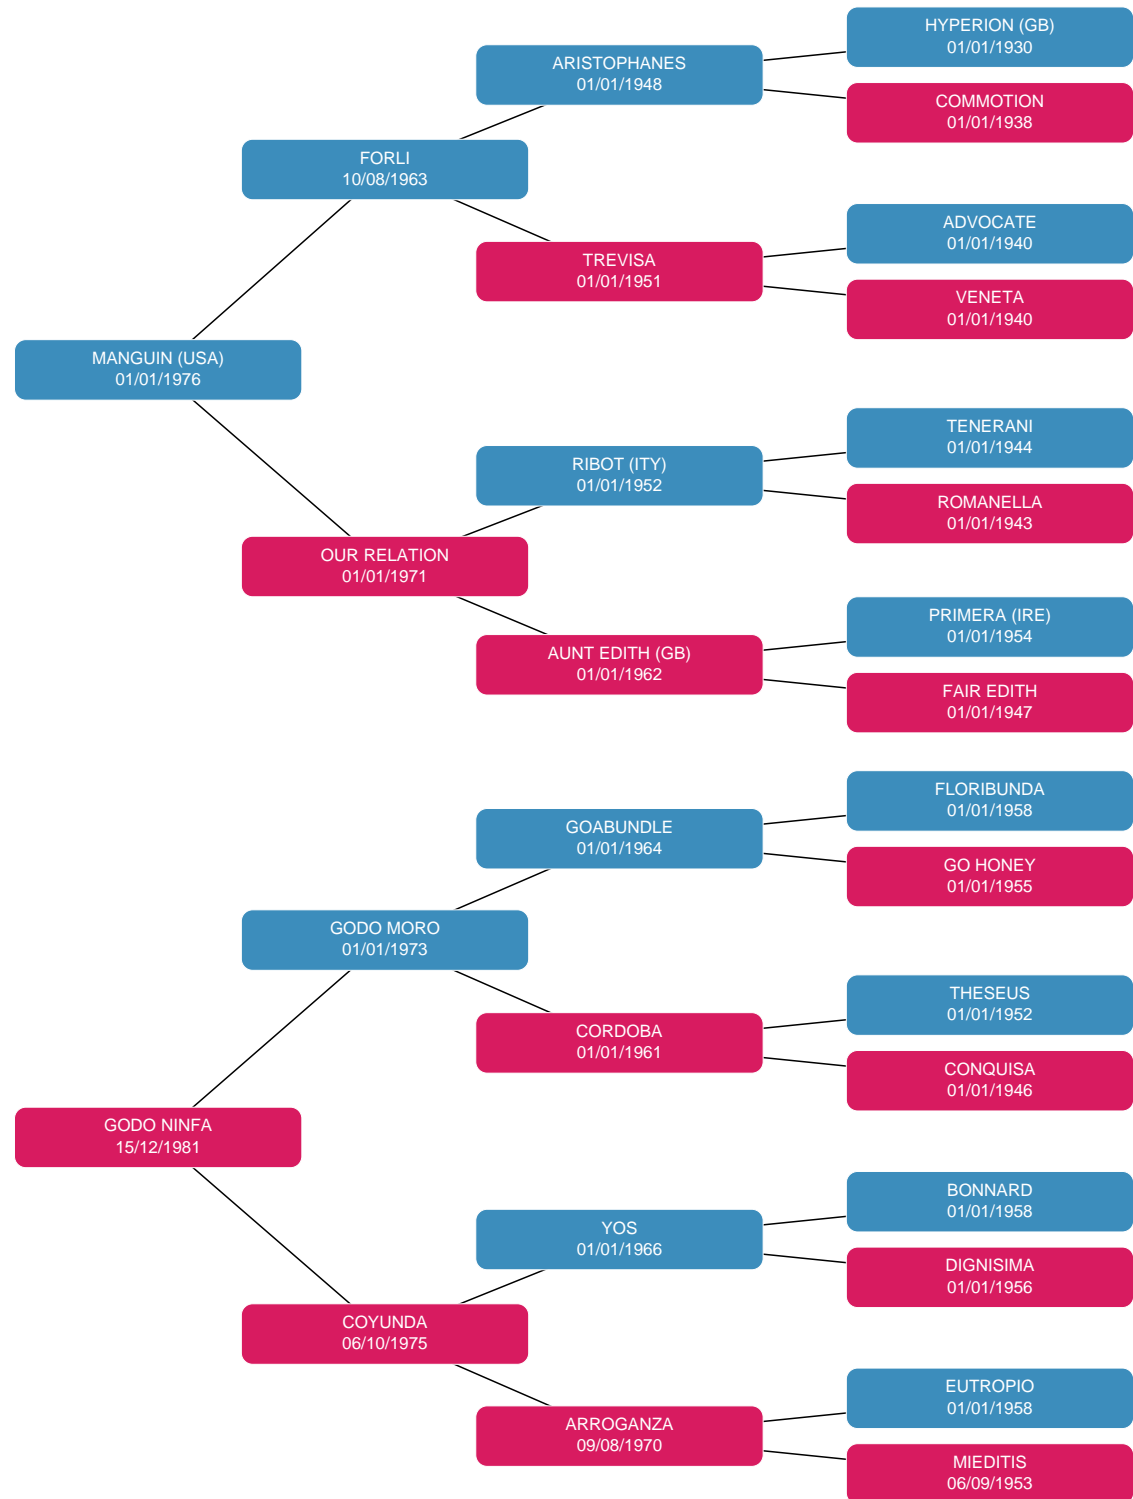 HYPERION (GB)
01/01/1930
ARISTOPHANES
01/01/1948
COMMOTION
01/01/1938
FORLI
10/08/1963
ADVOCATE
01/01/1940
TREVISA
01/01/1951
VENETA
01/01/1940
MANGUIN (USA)
01/01/1976
TENERANI
01/01/1944
RIBOT (ITY)
01/01/1952
ROMANELLA
01/01/1943
OUR RELATION
01/01/1971
PRIMERA (IRE)
01/01/1954
AUNT EDITH (GB)
01/01/1962
FAIR EDITH
01/01/1947
FLORIBUNDA
01/01/1958
GOABUNDLE
01/01/1964
GO HONEY
01/01/1955
GODO MORO
01/01/1973
THESEUS
01/01/1952
CORDOBA
01/01/1961
CONQUISA
01/01/1946
GODO NINFA
15/12/1981
BONNARD
01/01/1958
YOS
01/01/1966
DIGNISIMA
01/01/1956
COYUNDA
06/10/1975
EUTROPIO
01/01/1958
ARROGANZA
09/08/1970
MIEDITIS
06/09/1953